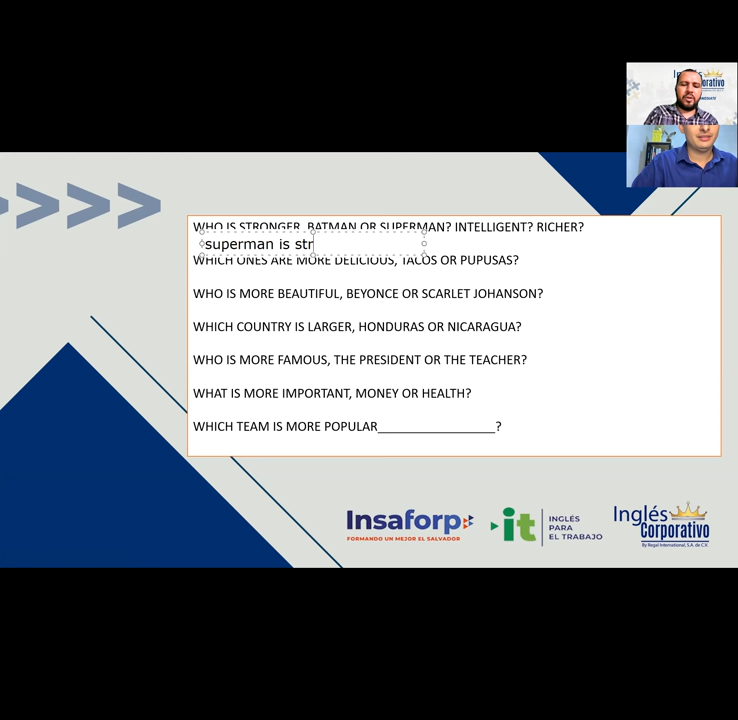 WHO IS STRONGER, BATMAN OR SUPERMAN? INTELLIGENT? RICHER?
superman is str
WHICH ONES ARE MORE DELICIOUS, TACOS OR PUPUSAS?
WHO IS MORE BEAUTIFUL, BEYONCE OR SCARLET JOHANSON?
WHICH COUNTRY IS LARGER, HONDURAS OR NICARAGUA?
WHO IS MORE FAMOUS, THE PRESIDENT OR THE TEACHER?
WHAT IS MORE IMPORTANT, MONEY OR HEALTH?
WHICH TEAM IS MORE POPULAR__________________?
Insaforp
FORMANDO UN MEJOR EL SALVADOR
it
INGLÉS
PARA
EL TRABAJO
Inglés
Corporativo
By Regal International, S.A. de C.V.